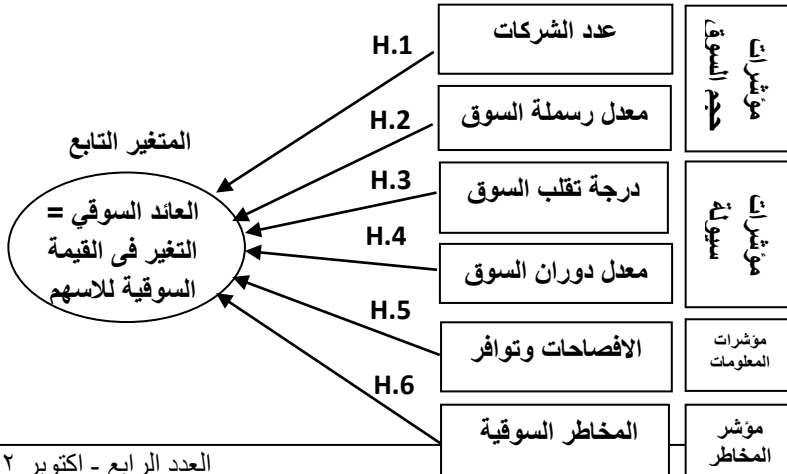 عدد الشركات
مؤشرات
حجم السوق
H.1
معدل رسملة السوق
H.2
المتغير التابع
درجة تقلب السوق
H.3
مؤشرات
سيولة
العائد السوقي =
التغير فى القيمة
السوقية للاسهم
H.4
معدل دوران السوق
H.5
الافصاحات وتوافر
مؤشرات
المعلومات
H.6
المخاطر السوقية
مؤشر
المخاطر
العدد الرابع - اكتوبر ٢